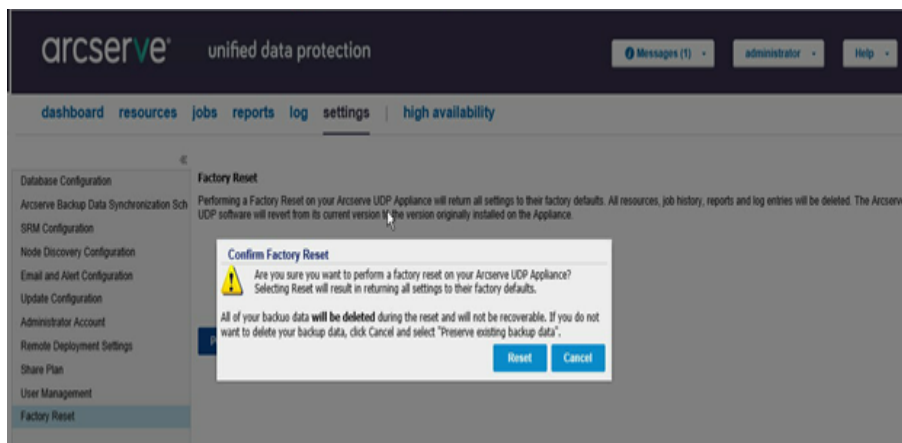 arcserve® unified data protection
Messages (1)
administrator
Help
dashboard resources jobs reports log settings | high availability
«
Database Configuration
Arcserve Backup Data Synchronization Sch
SRM Configuration
Node Discovery Configuration
Email and Alert Configuration
Update Configuration
Administrator Account
Remote Deployment Settings
Share Plan
User Management
Factory Reset
Factory Reset
Performing a Factory Reset on your Arcserve UDP Appliance will return all settings to their factory defaults. All resources, job history, reports and log entries will be deleted. The Arcserve
UDP software will revert from its current version to the version originally installed on the Appliance.
Confirm Factory Reset
Are you sure you want to perform a factory reset on your Arcserve UDP Appliance?
Selecting Reset will result in returning all settings to their factory defaults.
All of your backuo data will be deleted during the reset and will not be recoverable. If you do not
want to delete your backup data, click Cancel and select "Preserve existing backup data".
Reset
Cancel